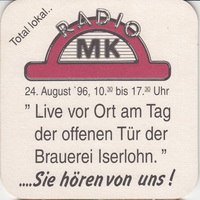 Total lokal..
RADIO
MK
24. August `96, 10.30 bis 17.30 Uhr
" Live vor Ort am Tag
der offenen Tür der
Brauerei Iserlohn. "
....Sie hören von uns !